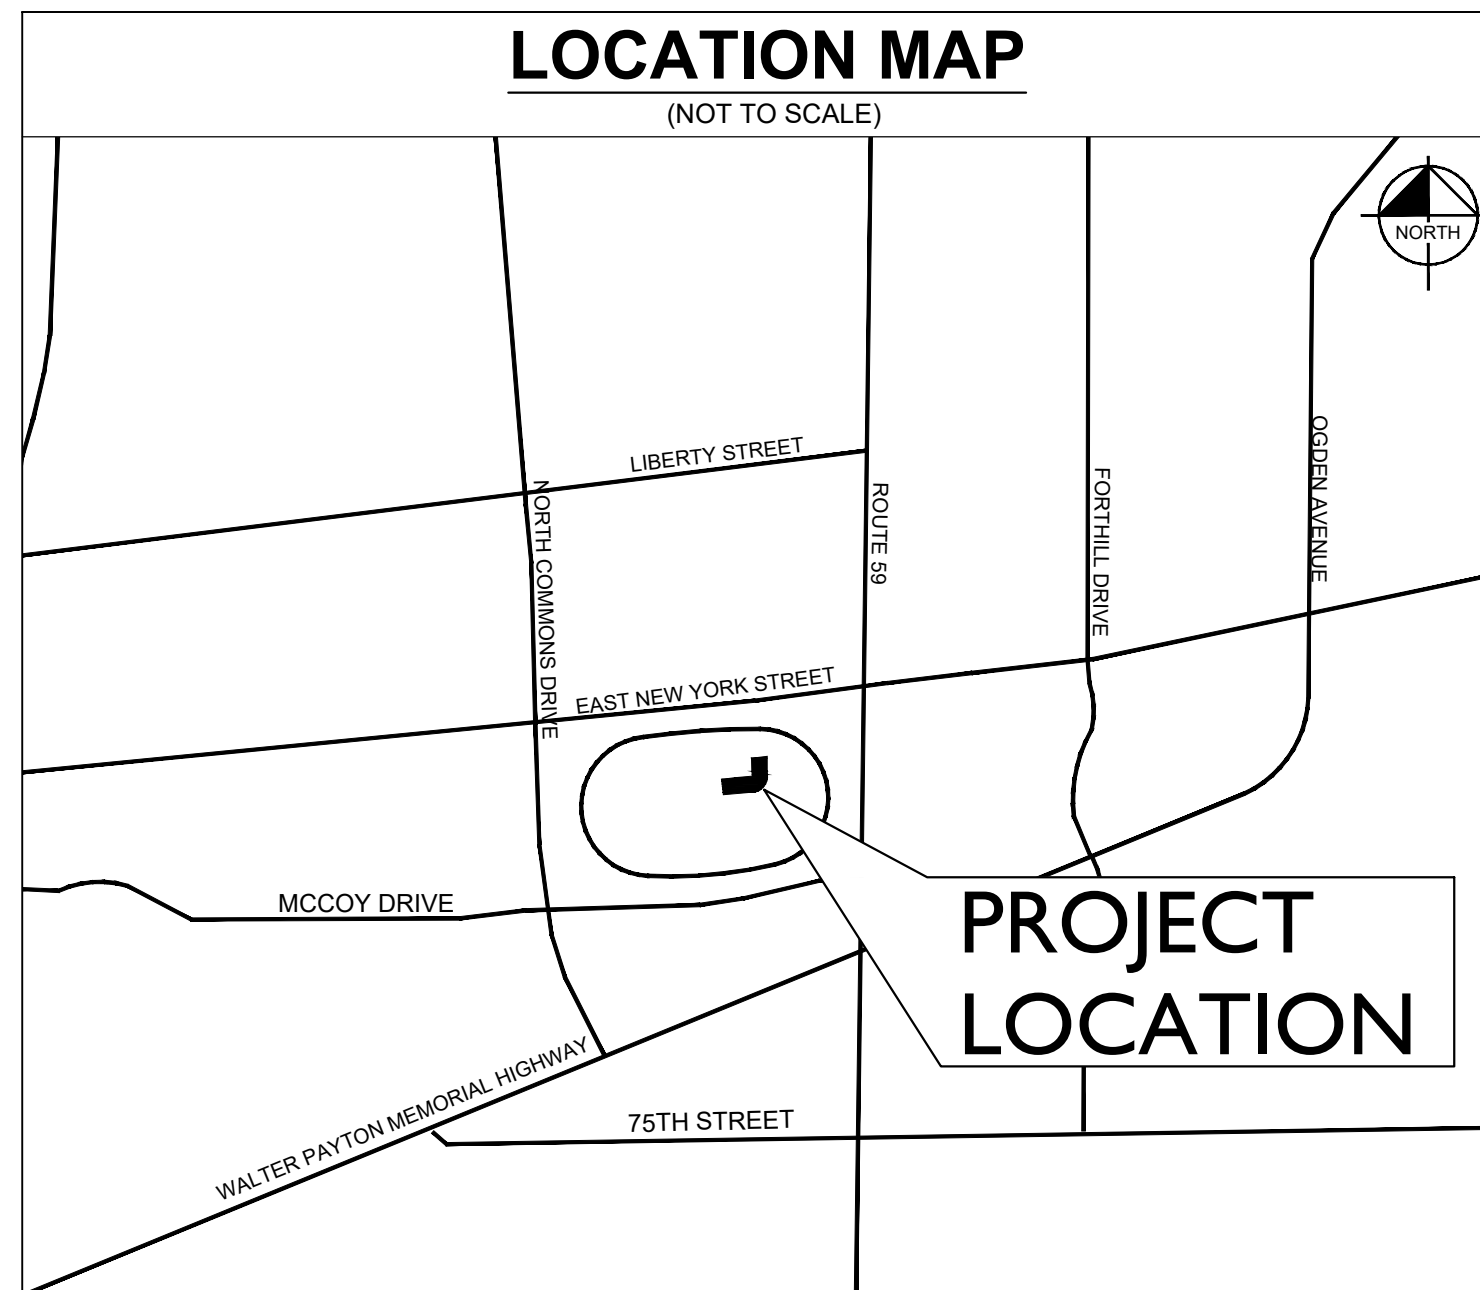 LOCATION MAP
(NOT TO SCALE)
NORTH
LIBERTY STREET
NORTH COMMONS DRIVE
ROUTE 59
FORTHILL DRIVE
OGDEN AVENUE
EAST NEW YORK STREET
MCCOY DRIVE
PROJECT
LOCATION
WALTER PAYTON MEMORIAL HIGHWAY
75TH STREET